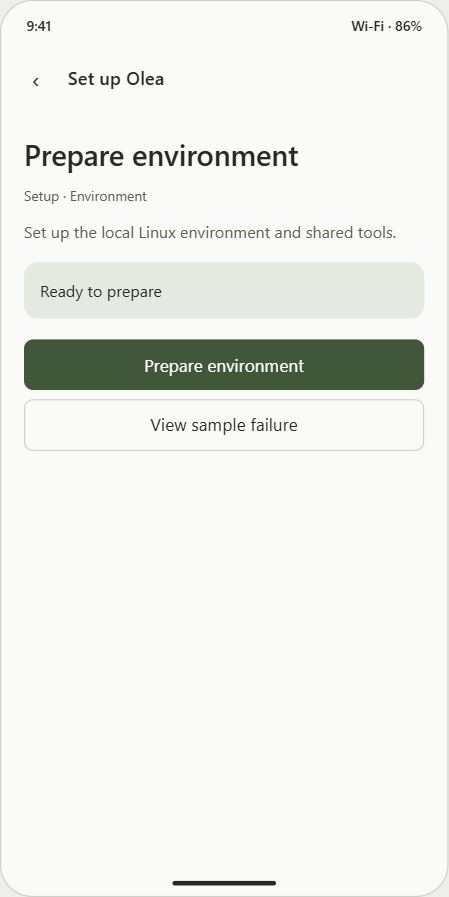 9:41
Wi-Fi · 86%
‹ Set up Olea
Prepare environment
Setup · Environment
Set up the local Linux environment and shared tools.
Ready to prepare
Prepare environment
View sample failure